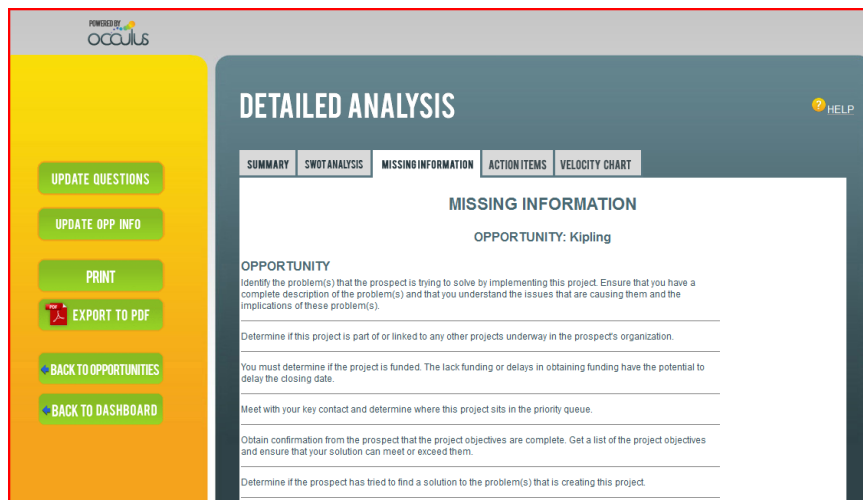 POWERED BY
occulus
DETAILED ANALYSIS
HELP
SUMMARY
SWOT ANALYSIS
MISSING INFORMATION
ACTION ITEMS
VELOCITY CHART
UPDATE QUESTIONS
UPDATE OPP INFO
PRINT
PDF
EXPORT TO PDF
BACK TO OPPORTUNITIES
BACK TO DASHBOARD
MISSING INFORMATION
OPPORTUNITY: Kipling
OPPORTUNITY
Identify the problem(s) that the prospect is trying to solve by implementing this project. Ensure that you have a
complete description of the problem(s) and that you understand the issues that are causing them and the
implications of these problem(s).
Determine if this project is part of or linked to any other projects underway in the prospect's organization.
You must determine if the project is funded. The lack funding or delays in obtaining funding have the potential to
delay the closing date.
Meet with your key contact and determine where this project sits in the priority queue.
Obtain confirmation from the prospect that the project objectives are complete. Get a list of the project objectives
and ensure that your solution can meet or exceed them.
Determine if the prospect has tried to find a solution to the problem(s) that is creating this project.